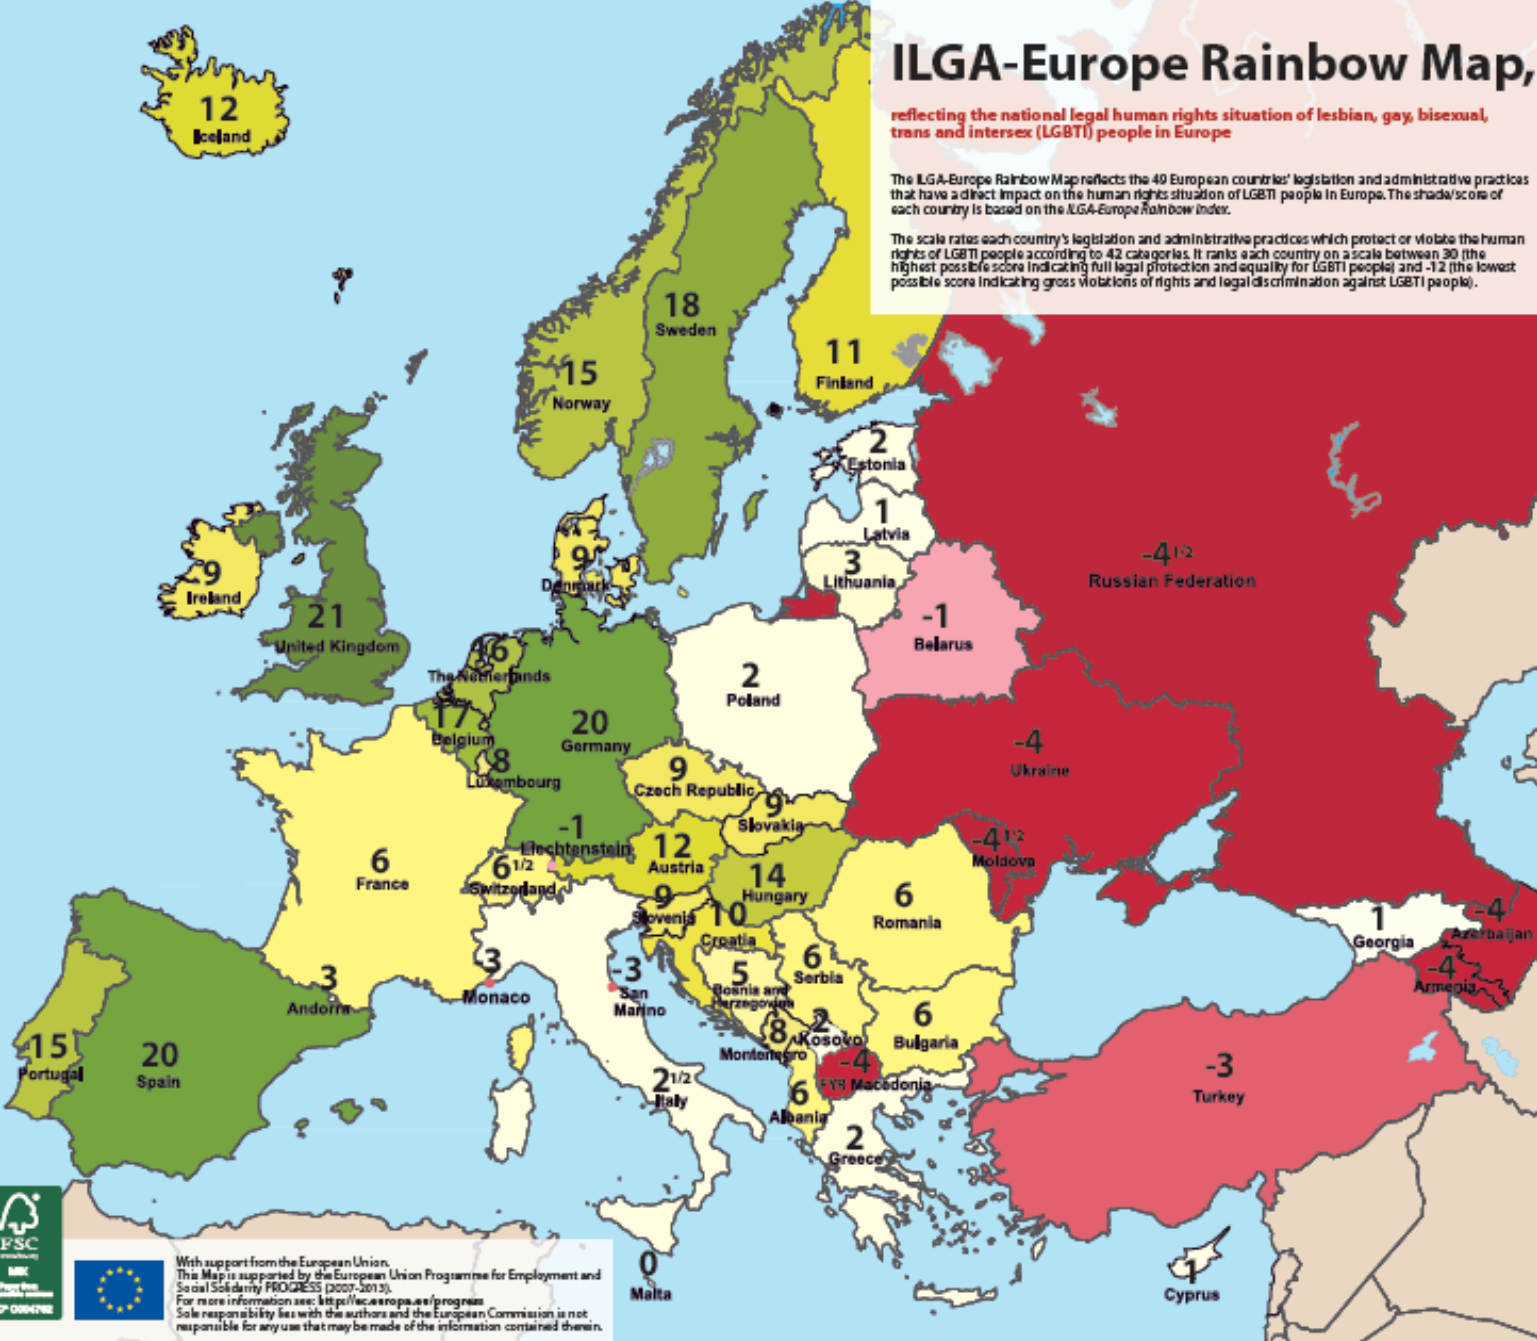 ILGA-Europe Rainbow Map,
reflecting the national legal human rights situation of lesbian, gay, bisexual,
trans and intersex (LGBTI) people in Europe
The ILGA-Europe Rainbow Map reflects the 49 European countries' legislation and administrative practices
that have a direct impact on the human rights situation of LGBTI people in Europe. The shade/score of
each country is based on the ILGA-Europe Rainbow Index.
The scale rates each country's legislation and administrative practices which protect or violate the human
rights of LGBTI people according to 42 categories. It ranks each country on a scale between 30 (the
highest possible score indicating full legal protection and equality for LGBTI people) and -12 (the lowest
possible score indicating gross violations of rights and legal discrimination against LGBTI people).
12
Iceland
18
Sweden
15
Norway
11
Finland
2
Estonia
1
Latvia
3
Lithuania
-4 1/2
Russian Federation
9
Denmark
9
Ireland
21
United Kingdom
-1
Belarus
16
The Netherlands
2
Poland
17
Belgium
20
Germany
-4
Ukraine
8
Luxembourg
9
Czech Republic
9
Slovakia
-1
Liechtenstein
12
Austria
-4 1/2
Moldova
6
France
6 1/2
Switzerland
14
Hungary
6
Romania
9
Slovenia
10
Croatia
1
Georgia
-4
Azerbaijan
-4
Armenia
3
Andorra
-3
Monaco
-3
San
Marino
5
Bosnia and
Herzegovina
6
Serbia
6
Bulgaria
8
Montenegro
2
Kosovo
-4
FYR Macedonia
15
Portugal
20
Spain
2 1/2
Italy
6
Albania
-3
Turkey
2
Greece
0
Malta
1
Cyprus
FSC
MIX
With support from the European Union.
This Map is supported by the European Union Programme for Employment and
Social Solidarity PROGRESS (2007-2013).
For more information see: http://ec.europa.eu/progress
Sole responsibility lies with the authors and the European Commission is not
responsible for any use that may be made of the information contained therein.